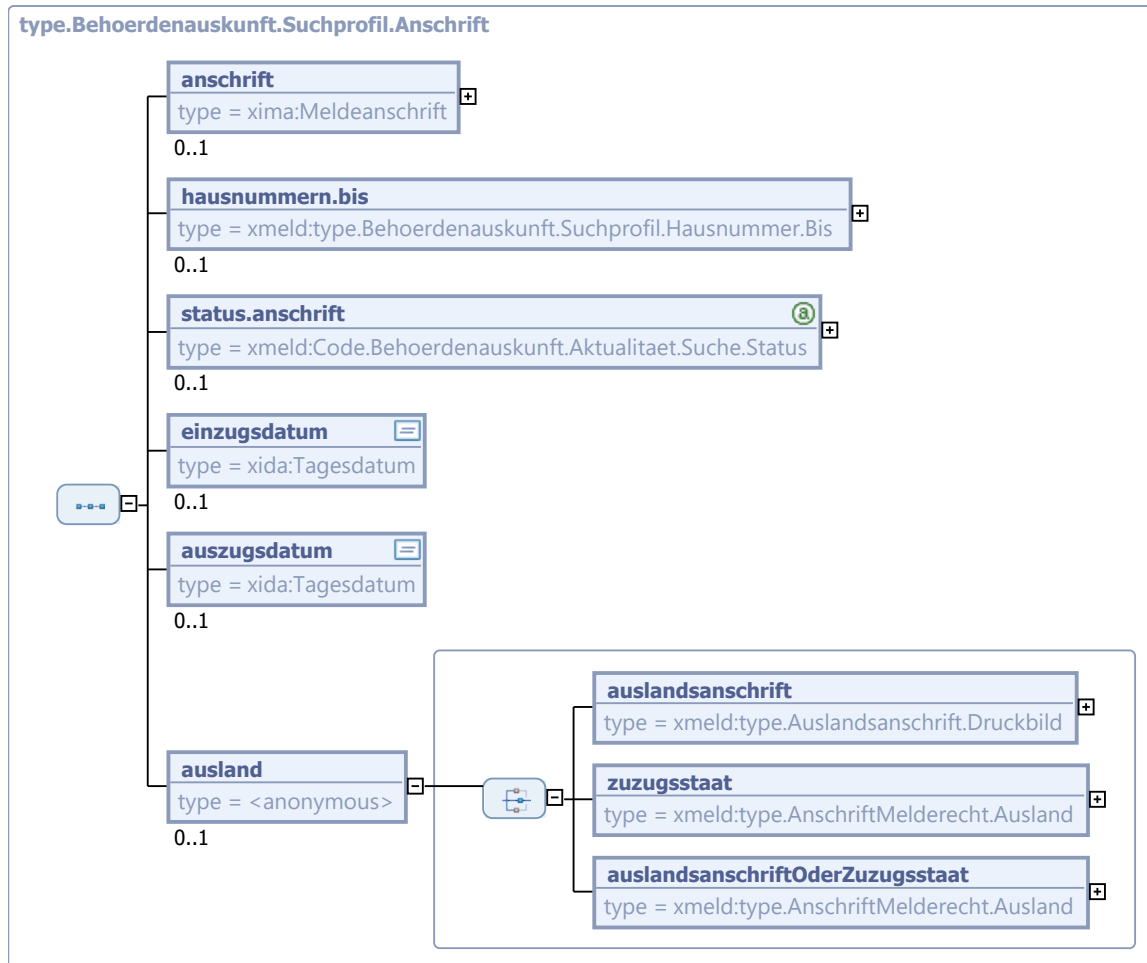 type.Behoerdenauskunft.Suchprofil.Anschrift
anschrift
type = xima:Meldeanschrift
0..1
hausnummern.bis
type = xmeld:type.Behoerdenauskunft.Suchprofil.Hausnummer.Bis
0..1
status.anschrift
type = xmeld:Code.Behoerdenauskunft.Aktualitaet.Suche.Status
0..1
einzugsdatum
type = xida:Tagesdatum
0..1
auszugsdatum
type = xida:Tagesdatum
0..1
ausland
type = <anonymous>
0..1
auslandsanschrift
type = xmeld:type.Auslandsanschrift.Druckbild
zuzugsstaat
type = xmeld:type.AnschriftMelderecht.Ausland
auslandsanschriftOderZuzugsstaat
type = xmeld:type.AnschriftMelderecht.Ausland